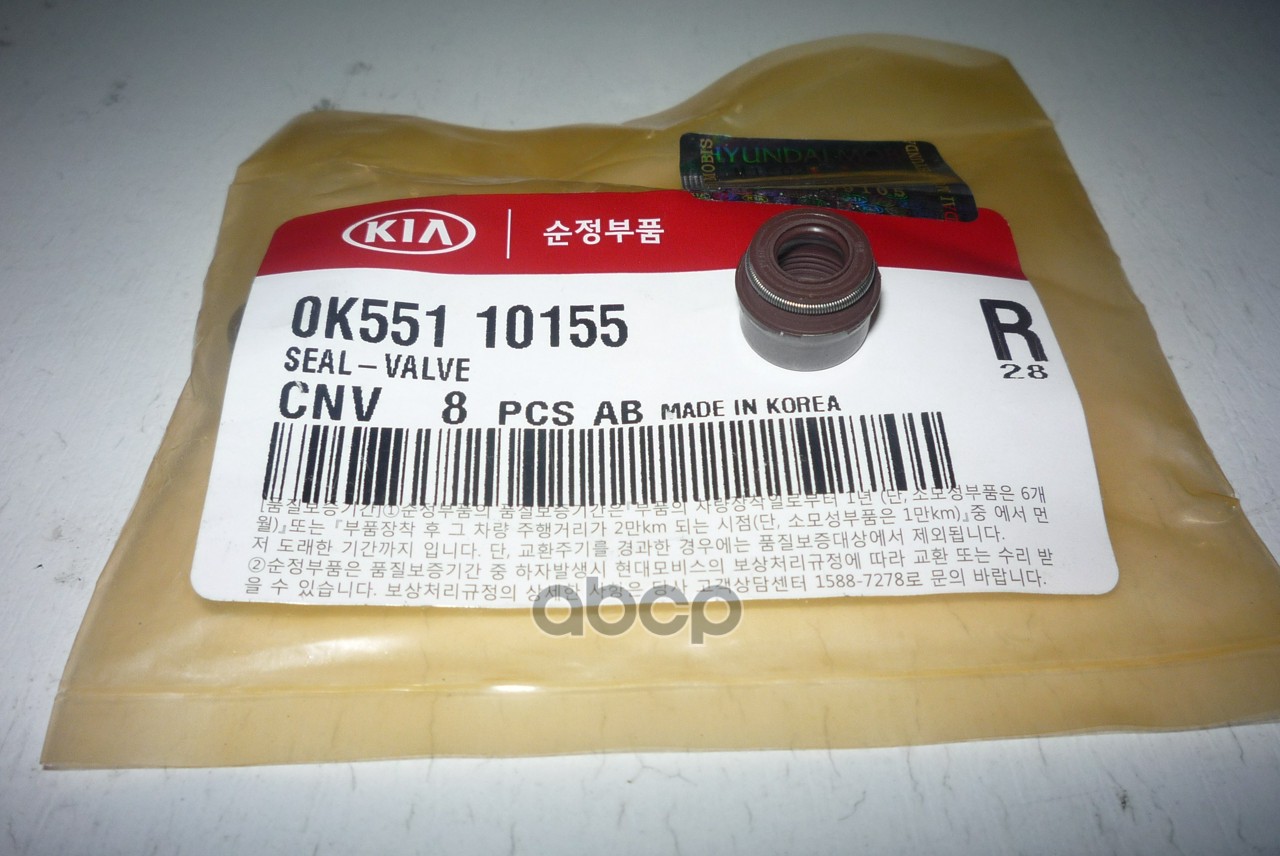 MOBIS
HYUNDAI
KIA 순정부품
0K551 10155
SEAL-VALVE
R
28
CNV 8 PCS AB MADE IN KOREA
[품질보증기간]①순정부품의 품질보증기간은『부품의 차량장착일로부터 1년 (단, 소모성부품은 6개
월)』또는 『부품장착 후 그 차량 주행거리가 2만km 되는 시점(단, 소모성부품은 1만km)』중 에서 먼
저 도래한 기간까지 입니다. 단, 교환주기를 경과한 경우에는 품질보증대상에서 제외됩니다.
②순정부품은 품질보증기간 중 하자발생시 현대모비스의 보상처리규정에 따라 교환 또는 수리 받
을 수 있습니다. 보상처리규정의 상세한 사항은 당사 고객상담센터 1588-7278로 문의 바랍니다.
abcp